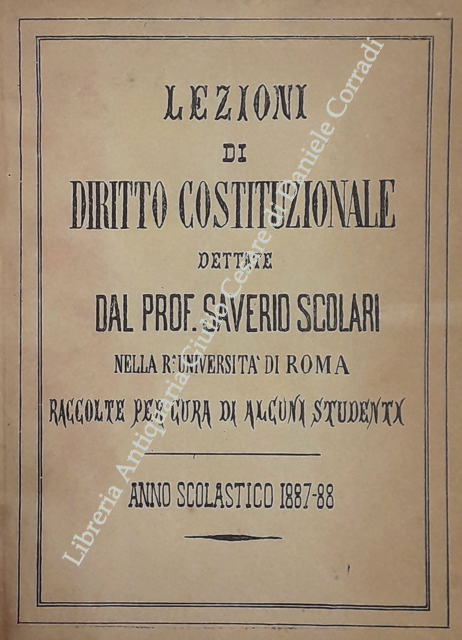 LEZIONI
DI
DIRITTO COSTITUZIONALE
DETTATE
DAL PROF. SAVERIO SCOLARI
NELLA R.ª UNIVERSITA' DI ROMA
RACCOLTE PER CURA DI ALCUNI STUDENTI
ANNO SCOLASTICO 1887-88
Libreria Antiquaria Giulio Cesare di Daniele Corradi